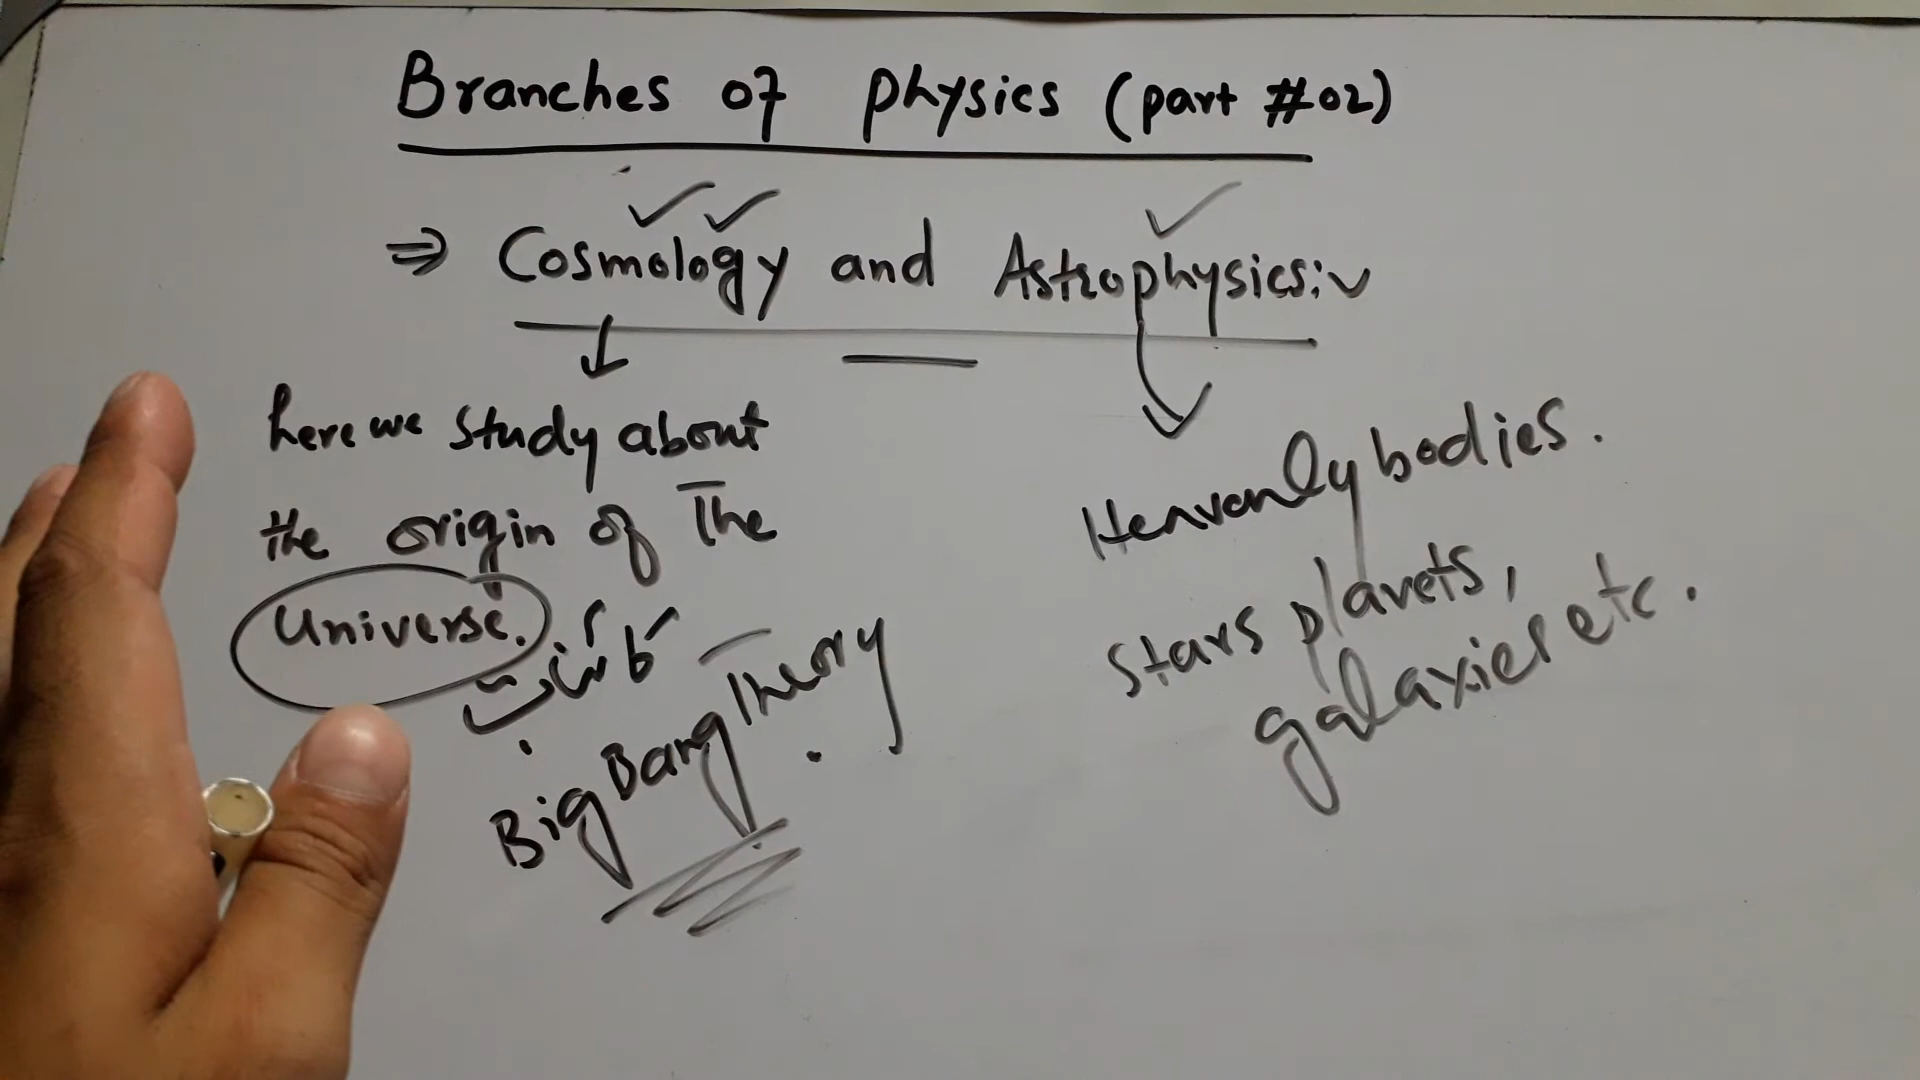 Branches of physics (part #02)
⇒ Cosmology and Astrophysics:
here we study about
the origin of The
Universe.
Big Bang Theory.
Heavenly bodies.
Stars planets,
galaxies etc.